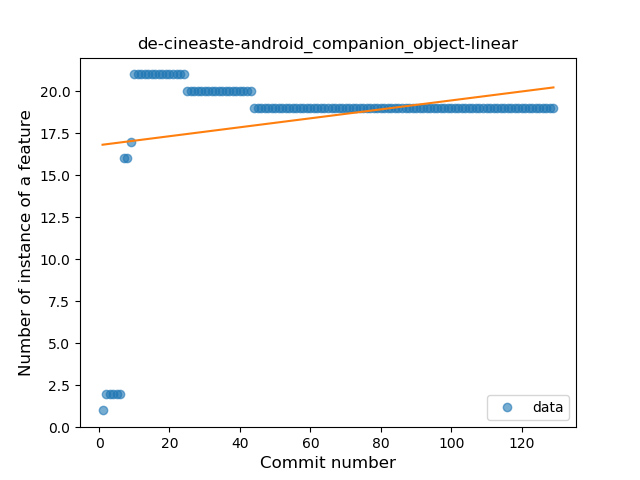 de-cineaste-android_companion_object-linear
Number of instance of a feature
20.0
17.5
15.0
12.5
10.0
7.5
5.0
2.5
0.0
0 20 40 60 80 100 120
Commit number
data